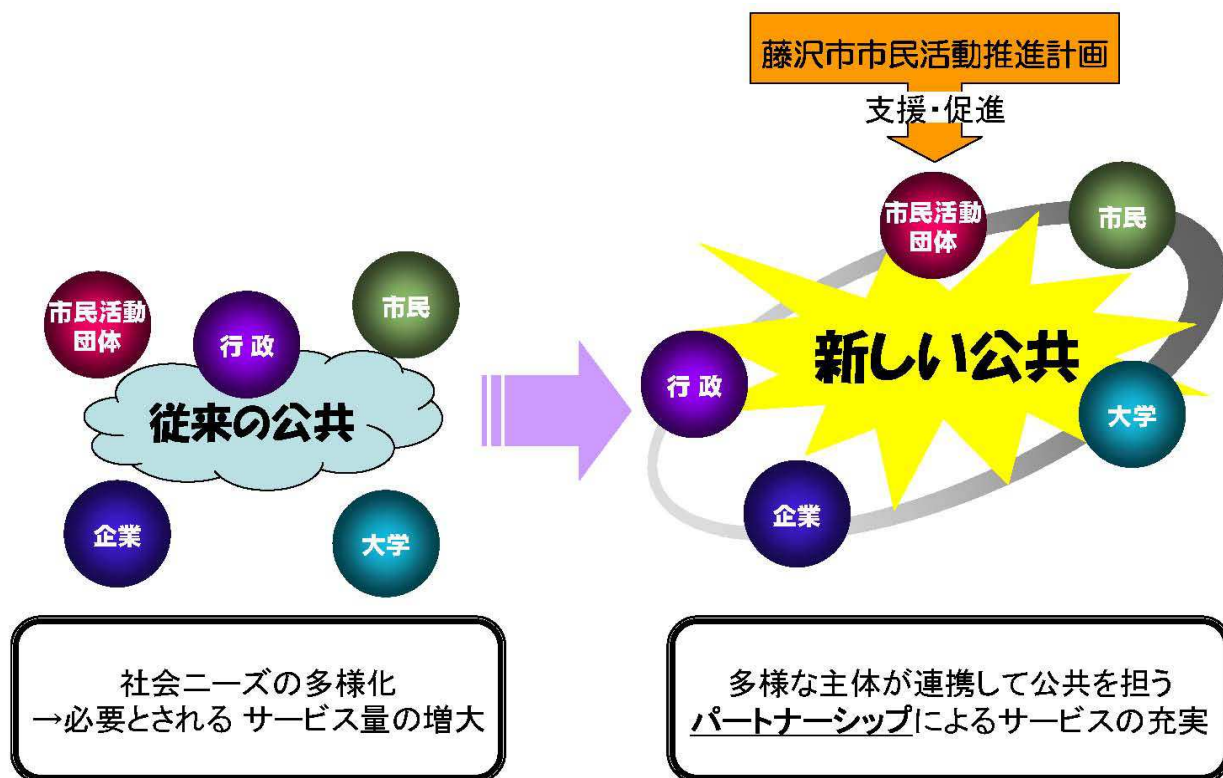 藤沢市市民活動推進計画
支援・促進
市民活動
団体
市民
行政
新しい公共
大学
企業
市民活動
団体
行政
市民
従来の公共
企業
大学
社会ニーズの多様化
→必要とされる サービス量の増大
多様な主体が連携して公共を担う
パートナーシップによるサービスの充実